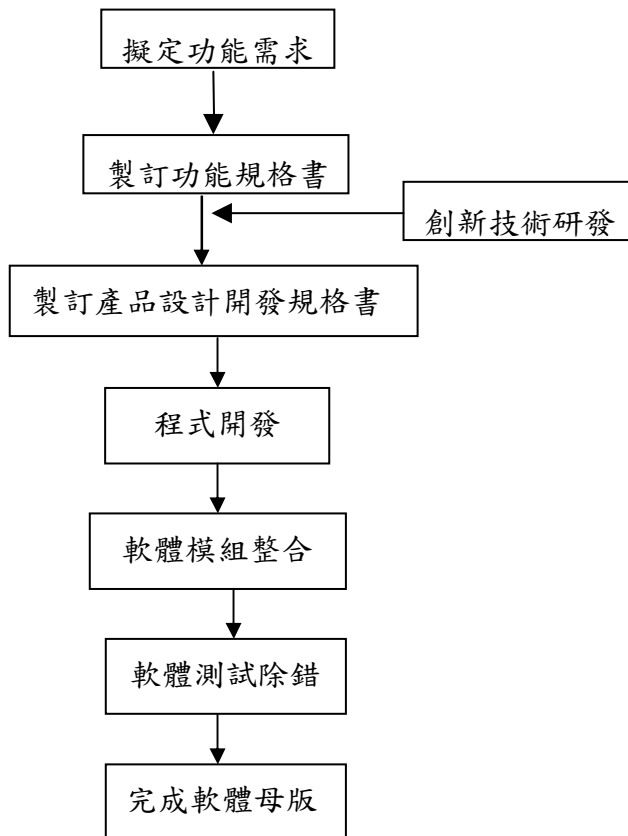 擬定功能需求
製訂功能規格書
創新技術研發
製訂產品設計開發規格書
程式開發
軟體模組整合
軟體測試除錯
完成軟體母版